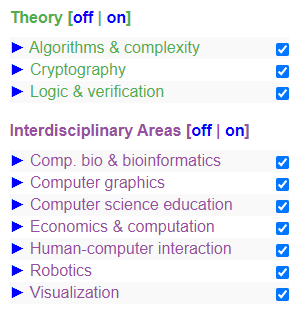 Theory [off | on]
► Algorithms & complexity
► Cryptography
► Logic & verification
Interdisciplinary Areas [off | on]
► Comp. bio & bioinformatics
► Computer graphics
► Computer science education
► Economics & computation
► Human-computer interaction
► Robotics
► Visualization